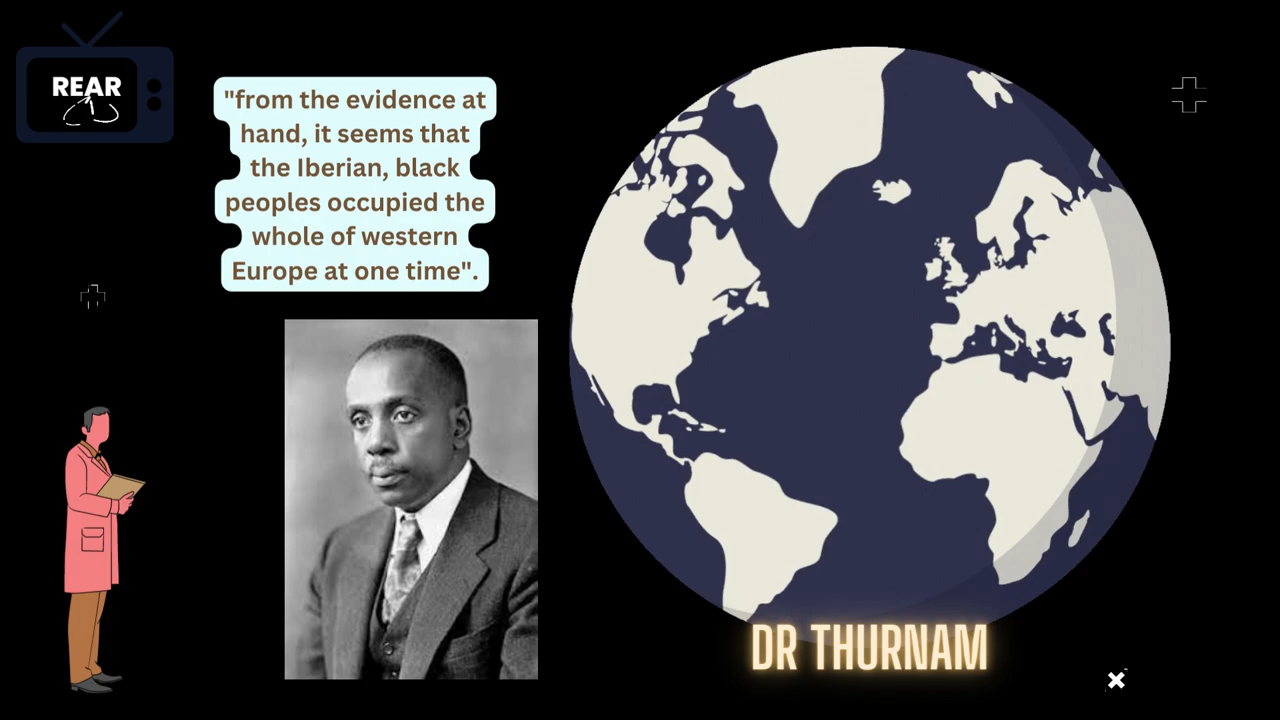 REAR
"from the evidence at
hand, it seems that
the Iberian, black
peoples occupied the
whole of western
Europe at one time".
DR THURNAM